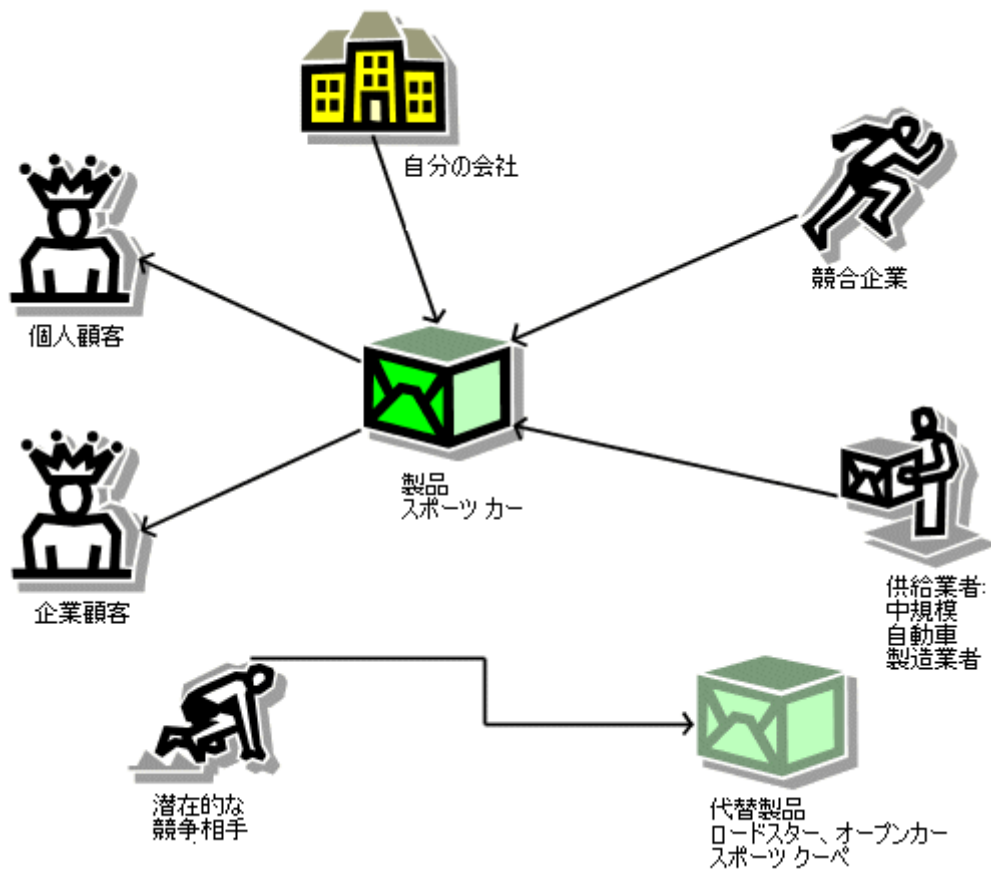 自分の会社
競合企業
個人顧客
製品
スポーツ カー
企業顧客
供給業者:
中規模
自動車
製造業者
潜在的な
競争相手
代替製品
ロードスター、オープンカー
スポーツ クーペ